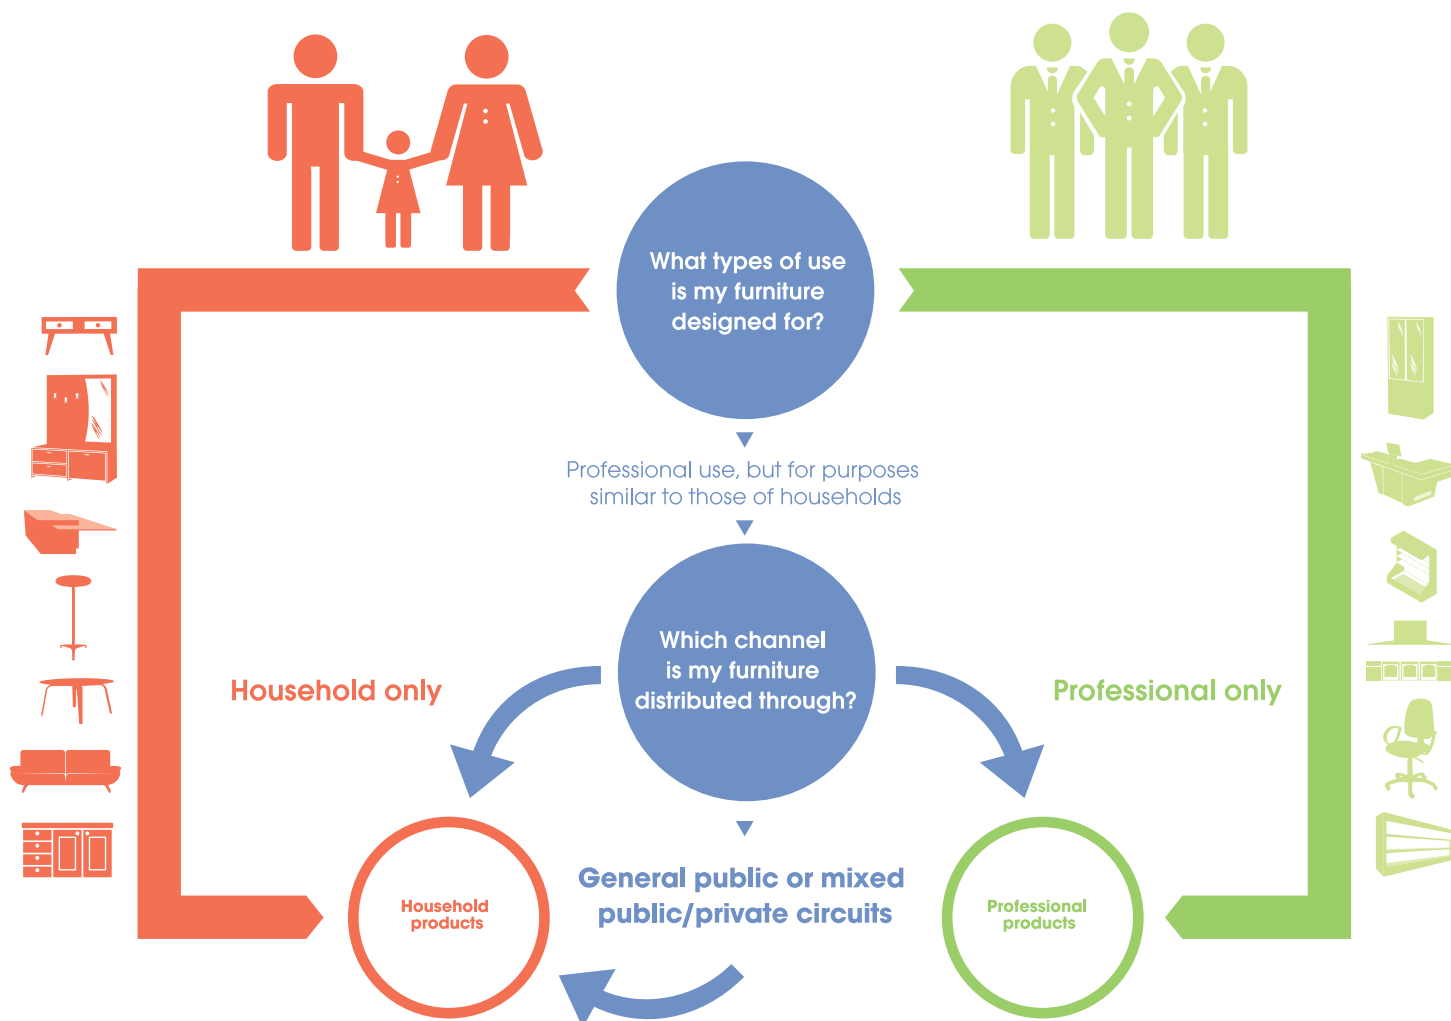 What types of use
is my furniture
designed for?
Professional use, but for purposes
similar to those of households
Which channel
is my furniture
distributed through?
Household only
Professional only
General public or mixed
public/private circuits
Household
products
Professional
products